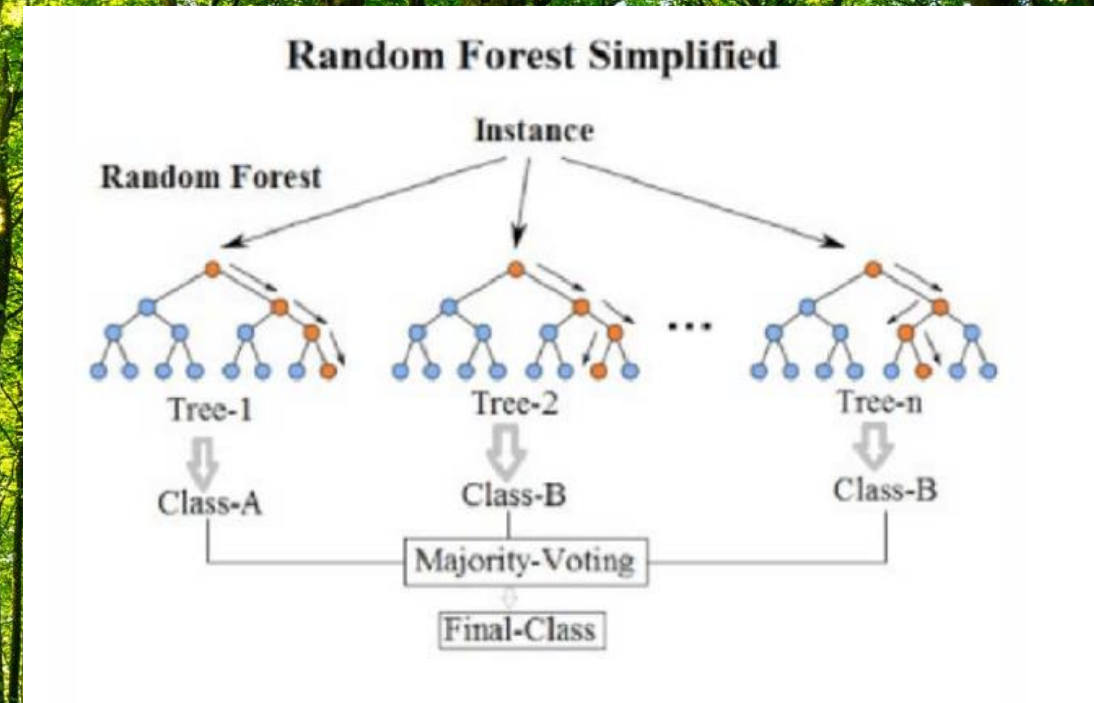 Random Forest Simplified
Instance
Random Forest
...
Tree-1
Tree-2
Tree-n
Class-A
Class-B
Class-B
Majority-Voting
Final-Class